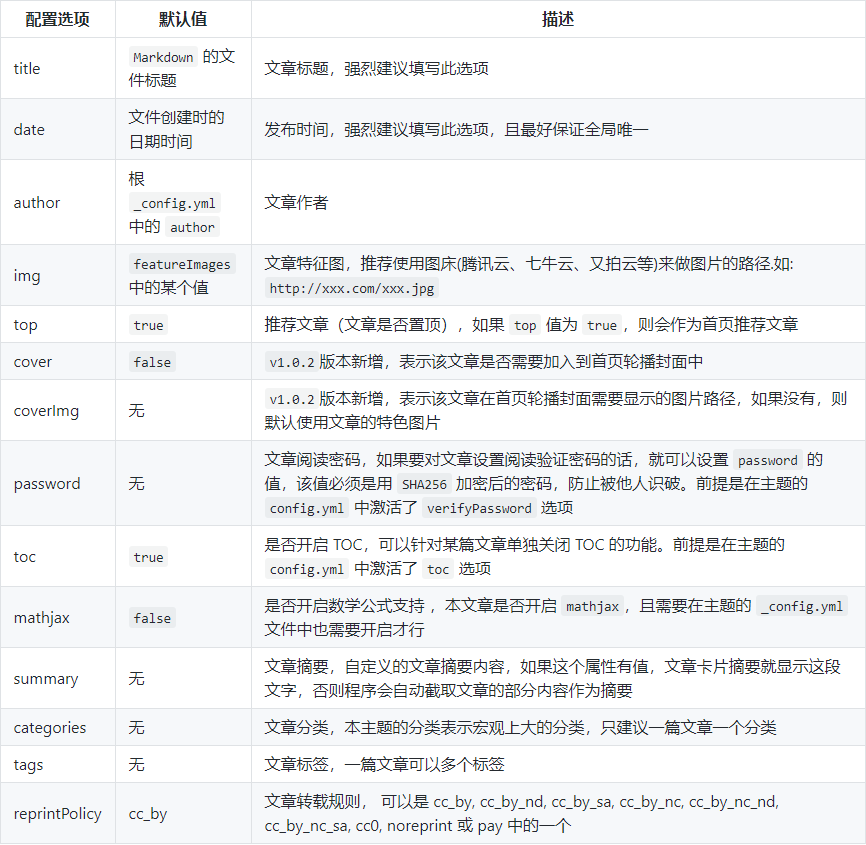 配置选项 默认值 描述
title
Markdown 的文
件标题
文章标题，强烈建议填写此选项
date
文件创建时的
日期时间
发布时间，强烈建议填写此选项，且最好保证全局唯一
author
根
_config.yml
中的 author
文章作者
img
featureImages
中的某个值
文章特征图，推荐使用图床(腾讯云、七牛云、又拍云等)来做图片的路径.如:
http://xxx.com/xxx.jpg
top
true
推荐文章（文章是否置顶），如果 top 值为 true ，则会作为首页推荐文章
cover
false
v1.0.2 版本新增，表示该文章是否需要加入到首页轮播封面中
coverImg
无
v1.0.2 版本新增，表示该文章在首页轮播封面需要显示的图片路径，如果没有，则
默认使用文章的特色图片
password
无
文章阅读密码，如果要对文章设置阅读验证密码的话，就可以设置 password 的
值，该值必须是用 SHA256 加密后的密码，防止被他人识破。前提是在主题的
config.yml 中激活了 verifyPassword 选项
toc
true
是否开启 TOC，可以针对某篇文章单独关闭 TOC 的功能。前提是在主题的
config.yml 中激活了 toc 选项
mathjax
false
是否开启数学公式支持 ，本文章是否开启 mathjax ，且需要在主题的 _config.yml
文件中也需要开启才行
summary
无
文章摘要，自定义的文章摘要内容，如果这个属性有值，文章卡片摘要就显示这段
文字，否则程序会自动截取文章的部分内容作为摘要
categories
无
文章分类，本主题的分类表示宏观上大的分类，只建议一篇文章一个分类
tags
无
文章标签，一篇文章可以多个标签
reprintPolicy
cc_by
文章转载规则， 可以是 cc_by, cc_by_nd, cc_by_sa, cc_by_nc, cc_by_nc_nd,
cc_by_nc_sa, cc0, noreprint 或 pay 中的一个